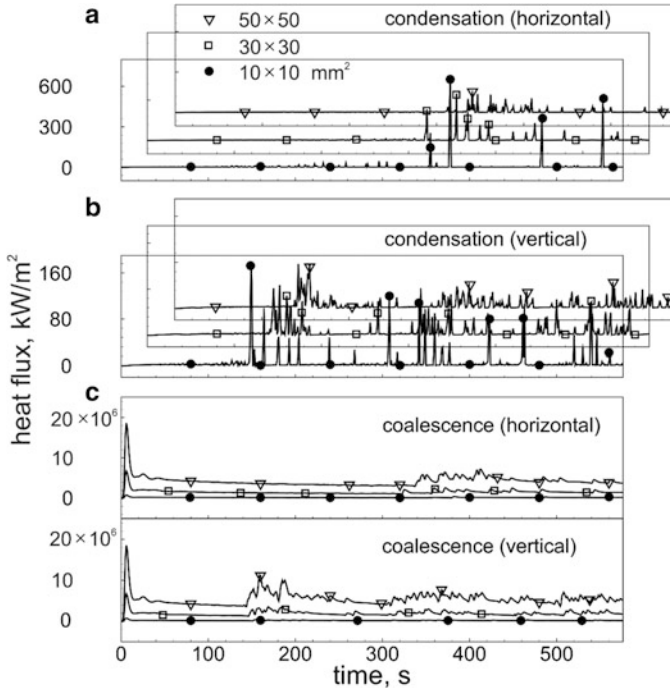 a
condensation (horizontal)
▽ 50×50
□ 30×30
● 10×10 mm²
600
300
0
b
condensation (vertical)
160
80
0
heat flux, kW/m²
c
coalescence (horizontal)
20×10⁶
10
0
coalescence (vertical)
20×10⁶
10
0
0 100 200 300 400 500
time, s